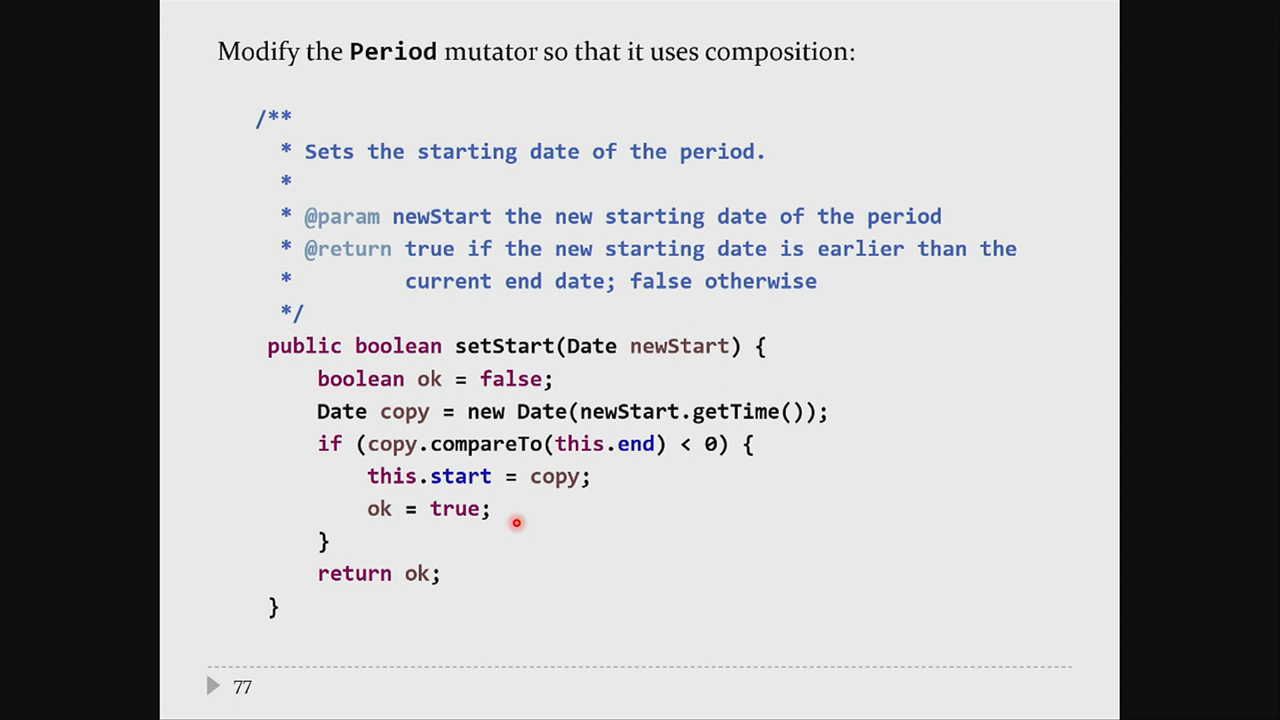 Modify the Period mutator so that it uses composition:
/**
* Sets the starting date of the period.
*
* @param newStart the new starting date of the period
* @return true if the new starting date is earlier than the
* current end date; false otherwise
*/
public boolean setStart(Date newStart) {
boolean ok = false;
Date copy = new Date(newStart.getTime());
if (copy.compareTo(this.end) < 0) {
this.start = copy;
ok = true;
}
return ok;
}
77